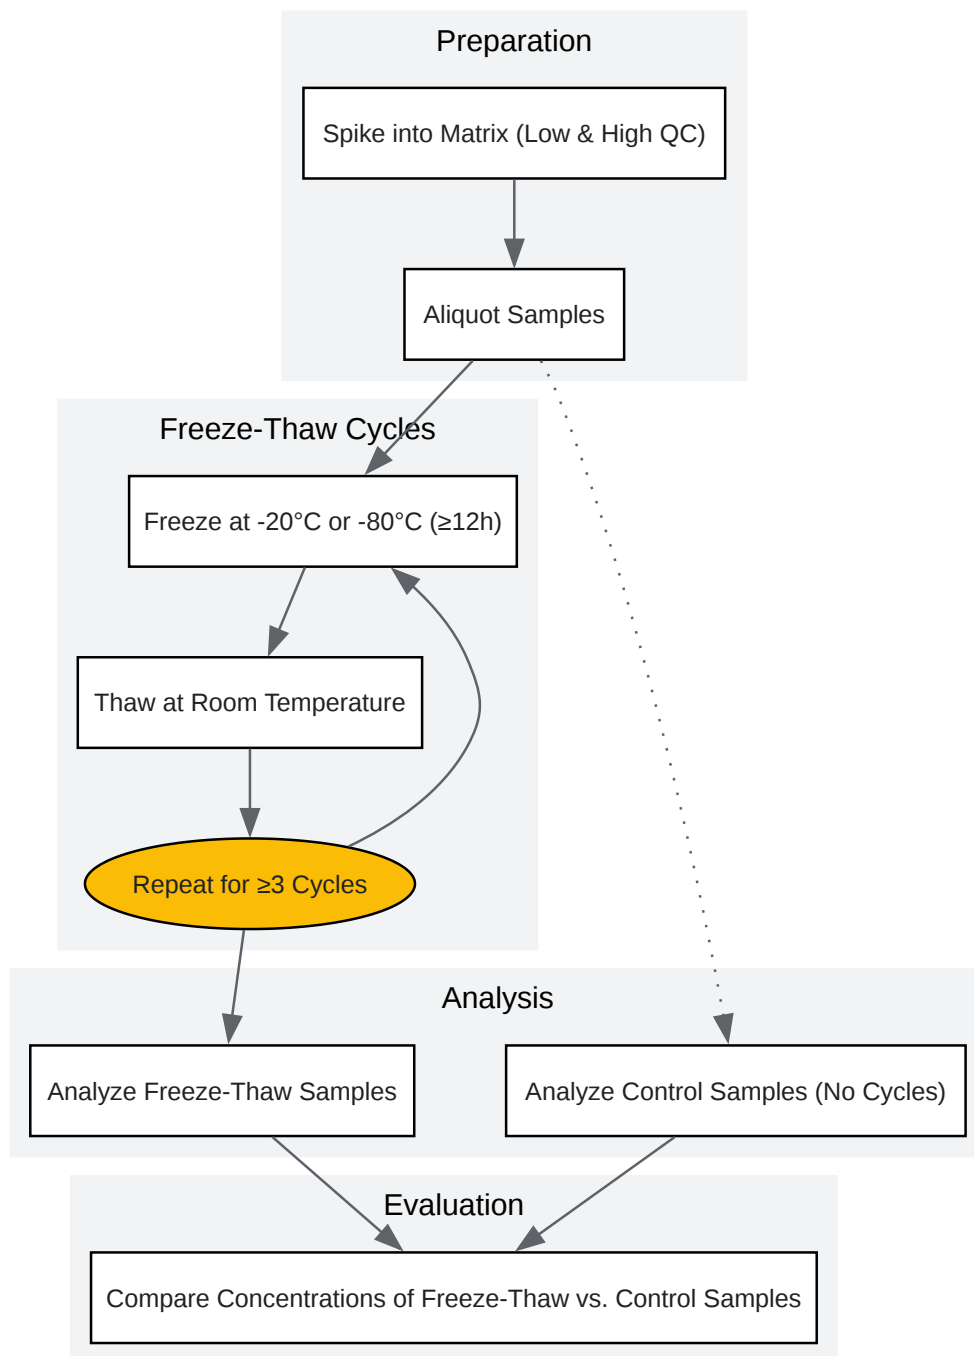 Preparation
Spike into Matrix (Low & High QC)
Aliquot Samples
Freeze-Thaw Cycles
Freeze at -20°C or -80°C (≥12h)
Thaw at Room Temperature
Repeat for ≥3 Cycles
Analysis
Analyze Freeze-Thaw Samples
Analyze Control Samples (No Cycles)
Evaluation
Compare Concentrations of Freeze-Thaw vs. Control Samples